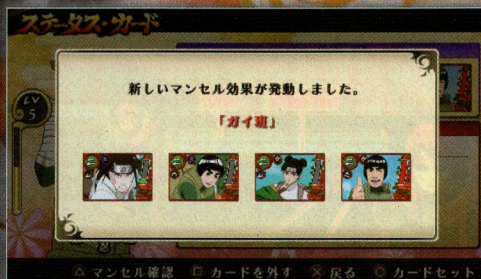 ステータス・カード
LV
5
新しいマンセル効果が発動しました。
「ガイ班」
△ マンセル確認 □ カードを外す × 戻る ○ カードセット